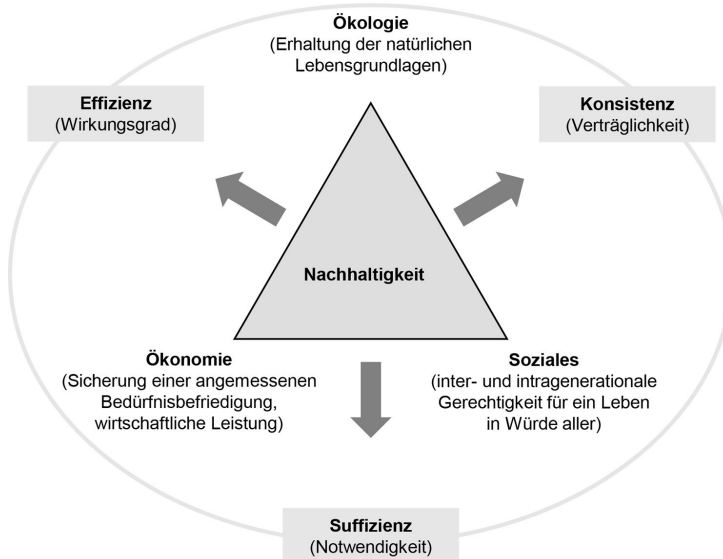 Ökologie
(Erhaltung der natürlichen
Lebensgrundlagen)
Effizienz
(Wirkungsgrad)
Konsistenz
(Verträglichkeit)
Nachhaltigkeit
Ökonomie
(Sicherung einer angemessenen
Bedürfnisbefriedigung,
wirtschaftliche Leistung)
Soziales
(inter- und intragenerationale
Gerechtigkeit für ein Leben
in Würde aller)
Suffizienz
(Notwendigkeit)